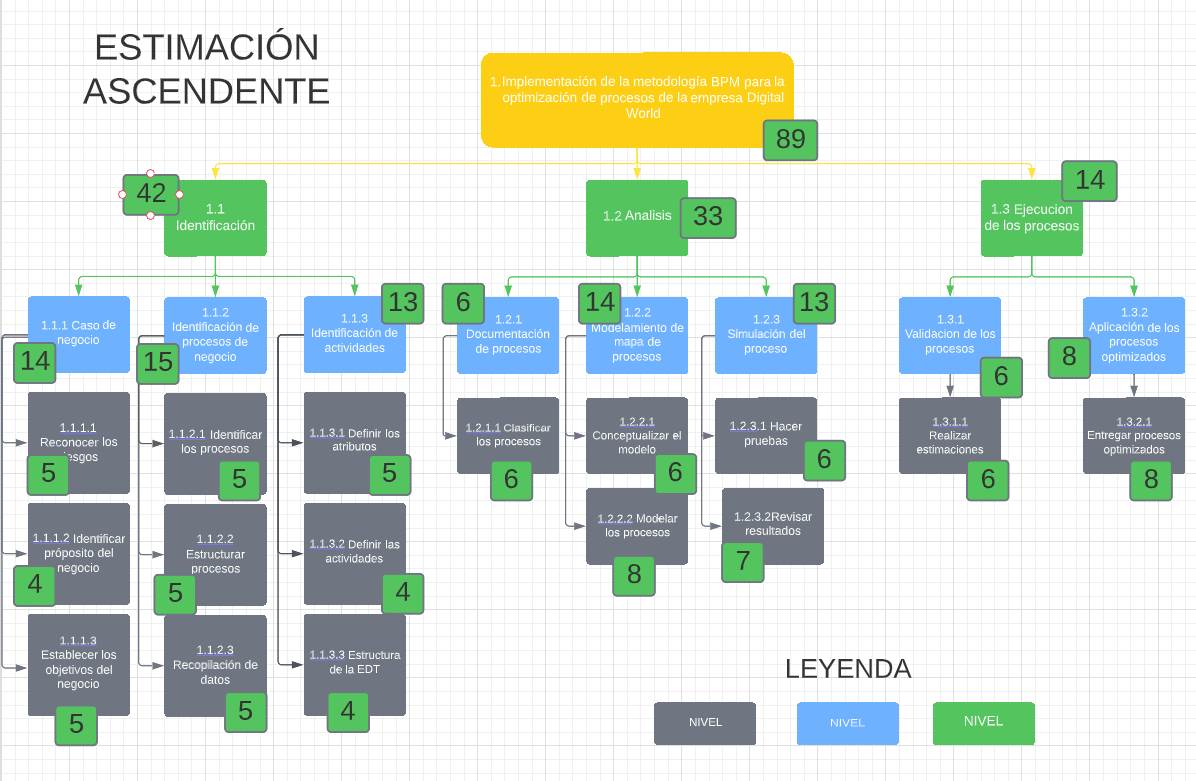 ESTIMACIÓN
ASCENDENTE
1.Implementación de la metodología BPM para la
optimización de procesos de la empresa Digital
World
89
42
1.1
Identificación
1.2 Analisis
33
1.3 Ejecucion
de los procesos
14
1.1.1 Caso de
negocio
14
1.1.2
Identificación de
procesos de
negocio
15
1.1.3
Identificación de
actividades
13
1.2.1
Documentación
de procesos
6
1.2.2
Modelamiento de
mapa de
procesos
14
1.2.3
Simulación del
proceso
13
1.3.1
Validacion de los
procesos
6
1.3.2
Aplicación de los
procesos
optimizados
8
1.1.1.1
Reconocer los
iesgos
5
1.1.2.1 Identificar
los procesos
5
1.1.3.1 Definir los
atributos
5
1.2.1.1 Clasificar
los procesos
6
1.2.2.1
Conceptualizar el
modelo
6
1.2.3.1 Hacer
pruebas
6
1.3.1.1
Realizar
estimaciones
6
1.3.2.1
Entregar procesos
optimizados
8
1.1.1.2 Identificar
próposito del
negocio
4
1.1.2.2
Estructurar
procesos
5
1.1.3.2 Definir las
actividades
4
1.2.2.2 Modelar
los procesos
8
1.2.3.2Revisar
resultados
7
1.1.1.3
Establecer los
objetivos del
negocio
5
1.1.2.3
Recopilación de
datos
5
1.1.3.3 Estructura
de la EDT
4
LEYENDA
NIVEL
NIVEL
NIVEL